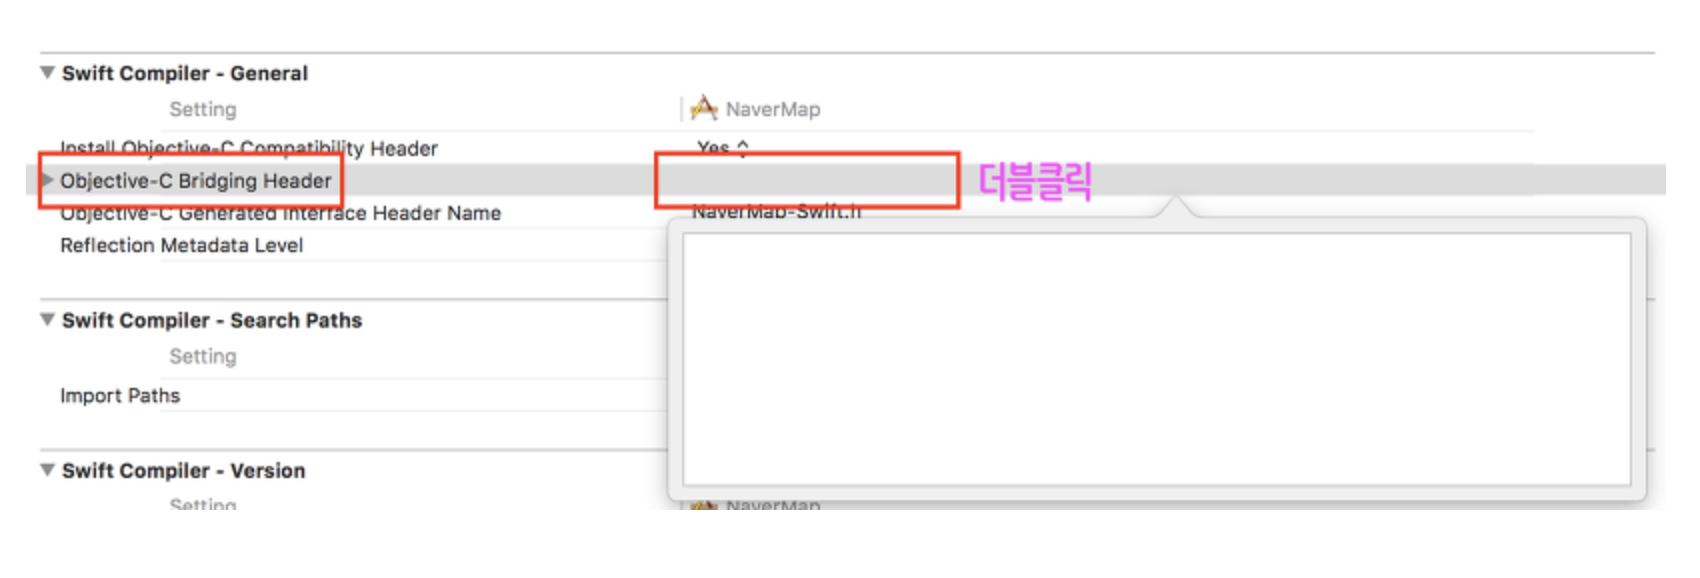 Swift Compiler - General
Setting NaverMap
Install Objective-C Compatibility Header Yes
Objective-C Bridging Header 더블클릭
Objective-C Generated Interface Header Name NaverMap-Swift.h
Reflection Metadata Level
Swift Compiler - Search Paths
Setting
Import Paths
Swift Compiler - Version
Setting NaverMap